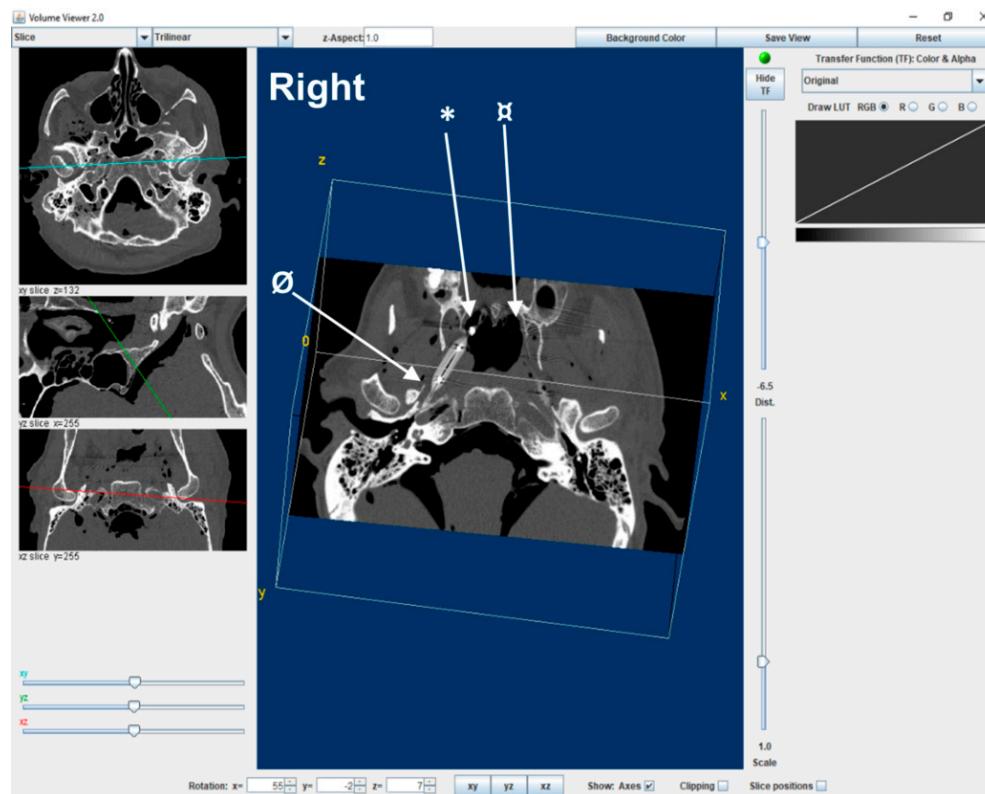 Volume Viewer 2.0
Slice Trilinear z-Aspect: 1.0 Background Color Save View Reset
xy slice z=132
yz slice x=255
xz slice y=255
xy
yz
xz
Right
* ¤
z
Ø
0
x
y
Hide
TF
-6.5
Dist.
1.0
Scale
Transfer Function (TF): Color & Alpha
Original
Draw LUT RGB R G B
Rotation: x= 55 y= -2 z= 7 xy yz xz Show: Axes Clipping Slice positions